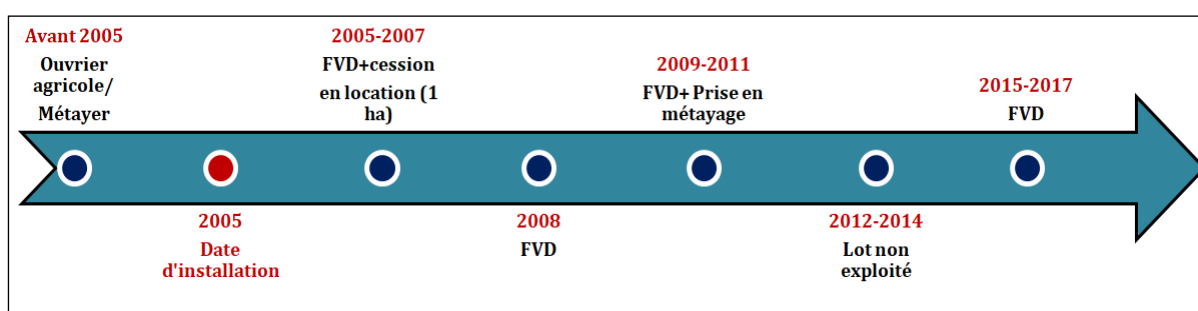 Avant 2005
Ouvrier
agricole/
Métayer
2005
Date
d'installation
2005-2007
FVD+cession
en location (1
ha)
2008
FVD
2009-2011
FVD+ Prise en
métayage
2012-2014
Lot non
exploité
2015-2017
FVD